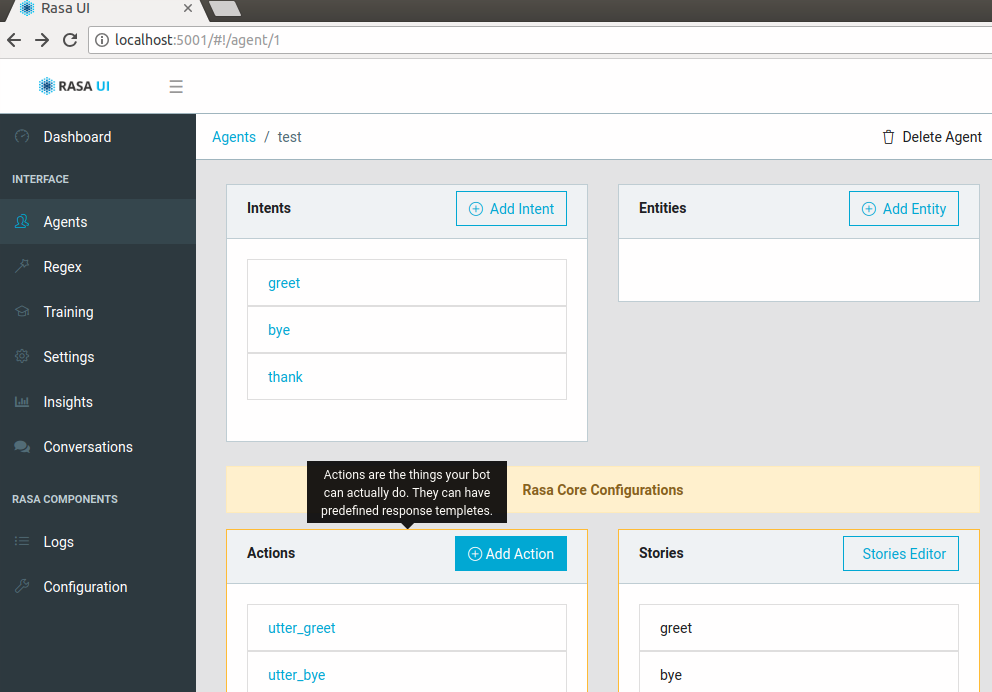 Rasa UI
localhost:5001/#!/agent/1
RASA UI
Dashboard
INTERFACE
Agents
Regex
Training
Settings
Insights
Conversations
RASA COMPONENTS
Logs
Configuration
Agents / test
Delete Agent
Intents
Add Intent
greet
bye
thank
Entities
Add Entity
Actions are the things your bot
can actually do. They can have
predefined response templetes.
Rasa Core Configurations
Actions
Add Action
utter_greet
utter_bye
Stories
Stories Editor
greet
bye